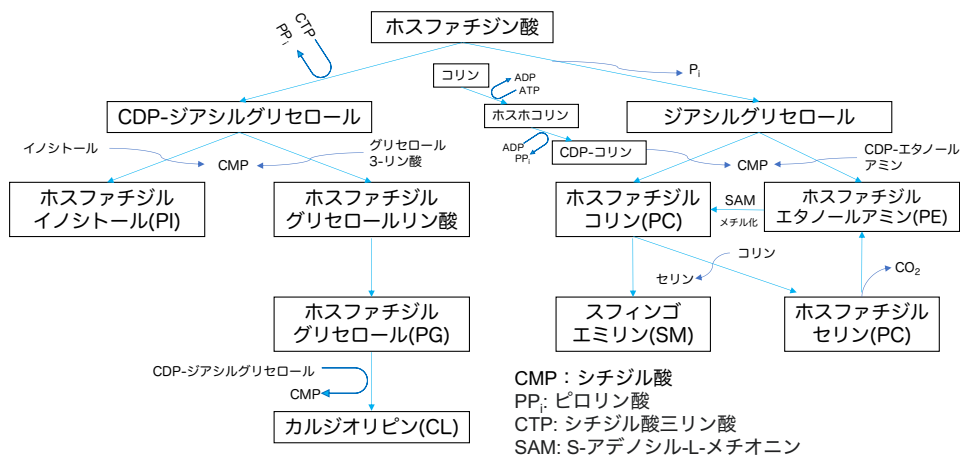 ホスファチジン酸
CTP
PPi
Pi
コリン
ADP
ATP
CDP-ジアシルグリセロール
ホスホコリン
ジアシルグリセロール
イノシトール
CMP
グリセロール
3-リン酸
ADP
PPi
CDP-コリン
CMP
CDP-エタノール
アミン
ホスファチジル
イノシトール(PI)
ホスファチジル
グリセロールリン酸
ホスファチジル
コリン(PC)
SAM
メチル化
ホスファチジル
エタノールアミン(PE)
コリン
セリン
CO2
ホスファチジル
グリセロール(PG)
スフィンゴ
エミリン(SM)
ホスファチジル
セリン(PC)
CDP-ジアシルグリセロール
CMP
カルジオリピン(CL)
CMP：シチジル酸
PPi: ピロリン酸
CTP: シチジル酸三リン酸
SAM: S-アデノシル-L-メチオニン